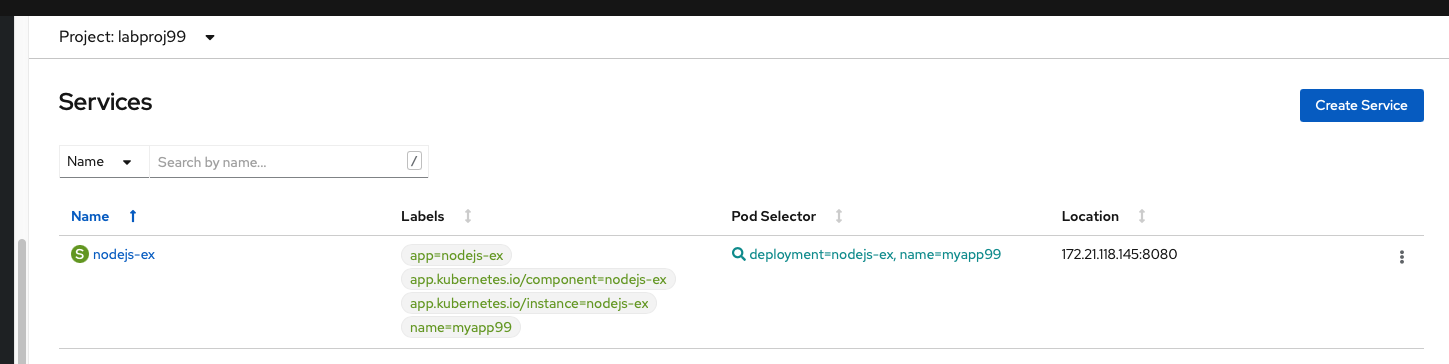 Project: labproj99
Services
Create Service
Name
Search by name...
/
Name Labels Pod Selector Location
S nodejs-ex app=nodejs-ex deployment=nodejs-ex, name=myapp99 172.21.118.145:8080
app.kubernetes.io/component=nodejs-ex
app.kubernetes.io/instance=nodejs-ex
name=myapp99